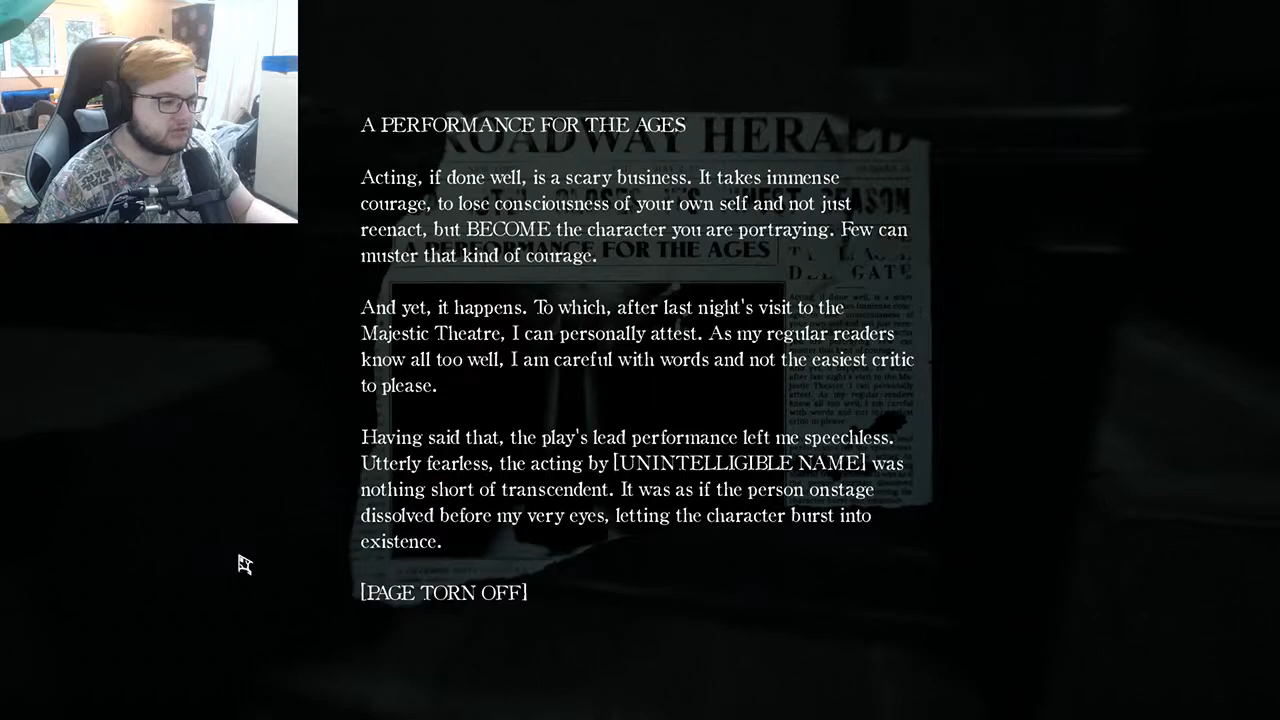 A PERFORMANCE FOR THE AGES
Acting, if done well, is a scary business. It takes immense
courage, to lose consciousness of your own self and not just
reenact, but BECOME the character you are portraying. Few can
muster that kind of courage.
And yet, it happens. To which, after last night's visit to the
Majestic Theatre, I can personally attest. As my regular readers
know all too well, I am careful with words and not the easiest critic
to please.
Having said that, the play's lead performance left me speechless.
Utterly fearless, the acting by [UNINTELLIGIBLE NAME] was
nothing short of transcendent. It was as if the person onstage
dissolved before my very eyes, letting the character burst into
existence.
[PAGE TORN OFF]
ROADWAY HERALD
A PERFORMANCE FOR THE AGES